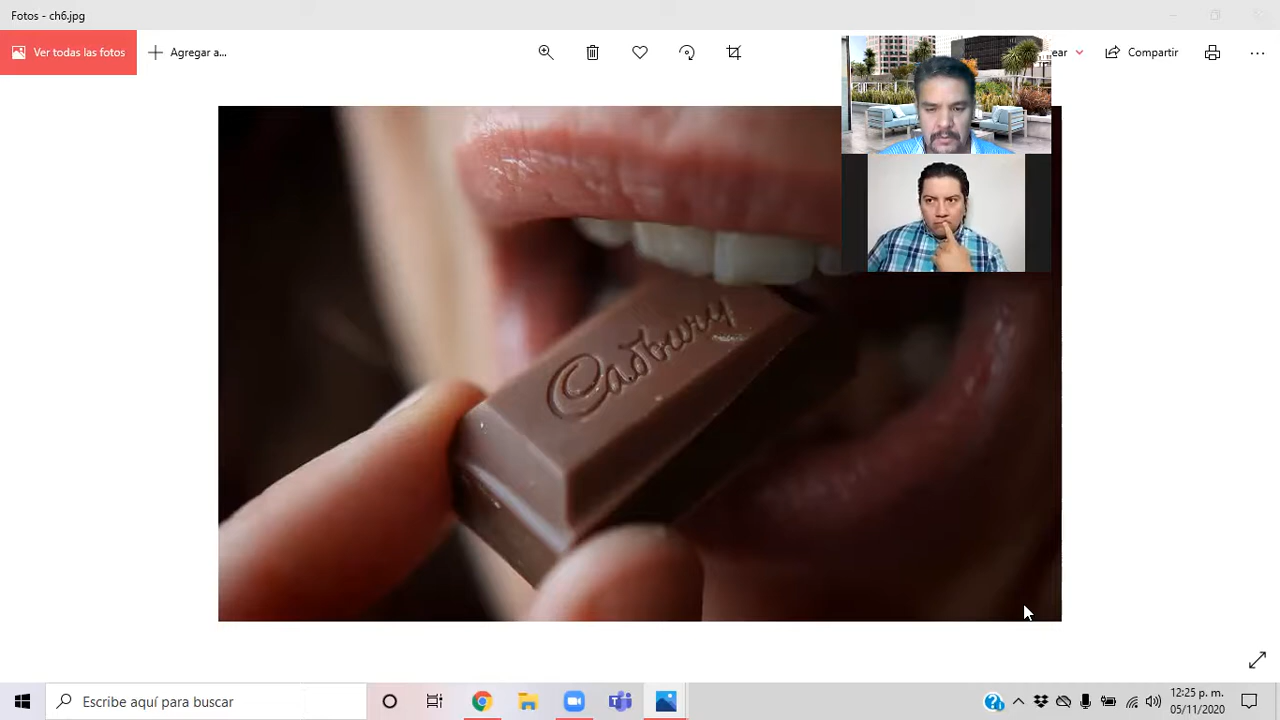 Fotos - ch6.jpg
Ver todas las fotos
Agregar a...
ear
Compartir
Cadbury
Escribe aquí para buscar
12:25 p. m.
05/11/2020